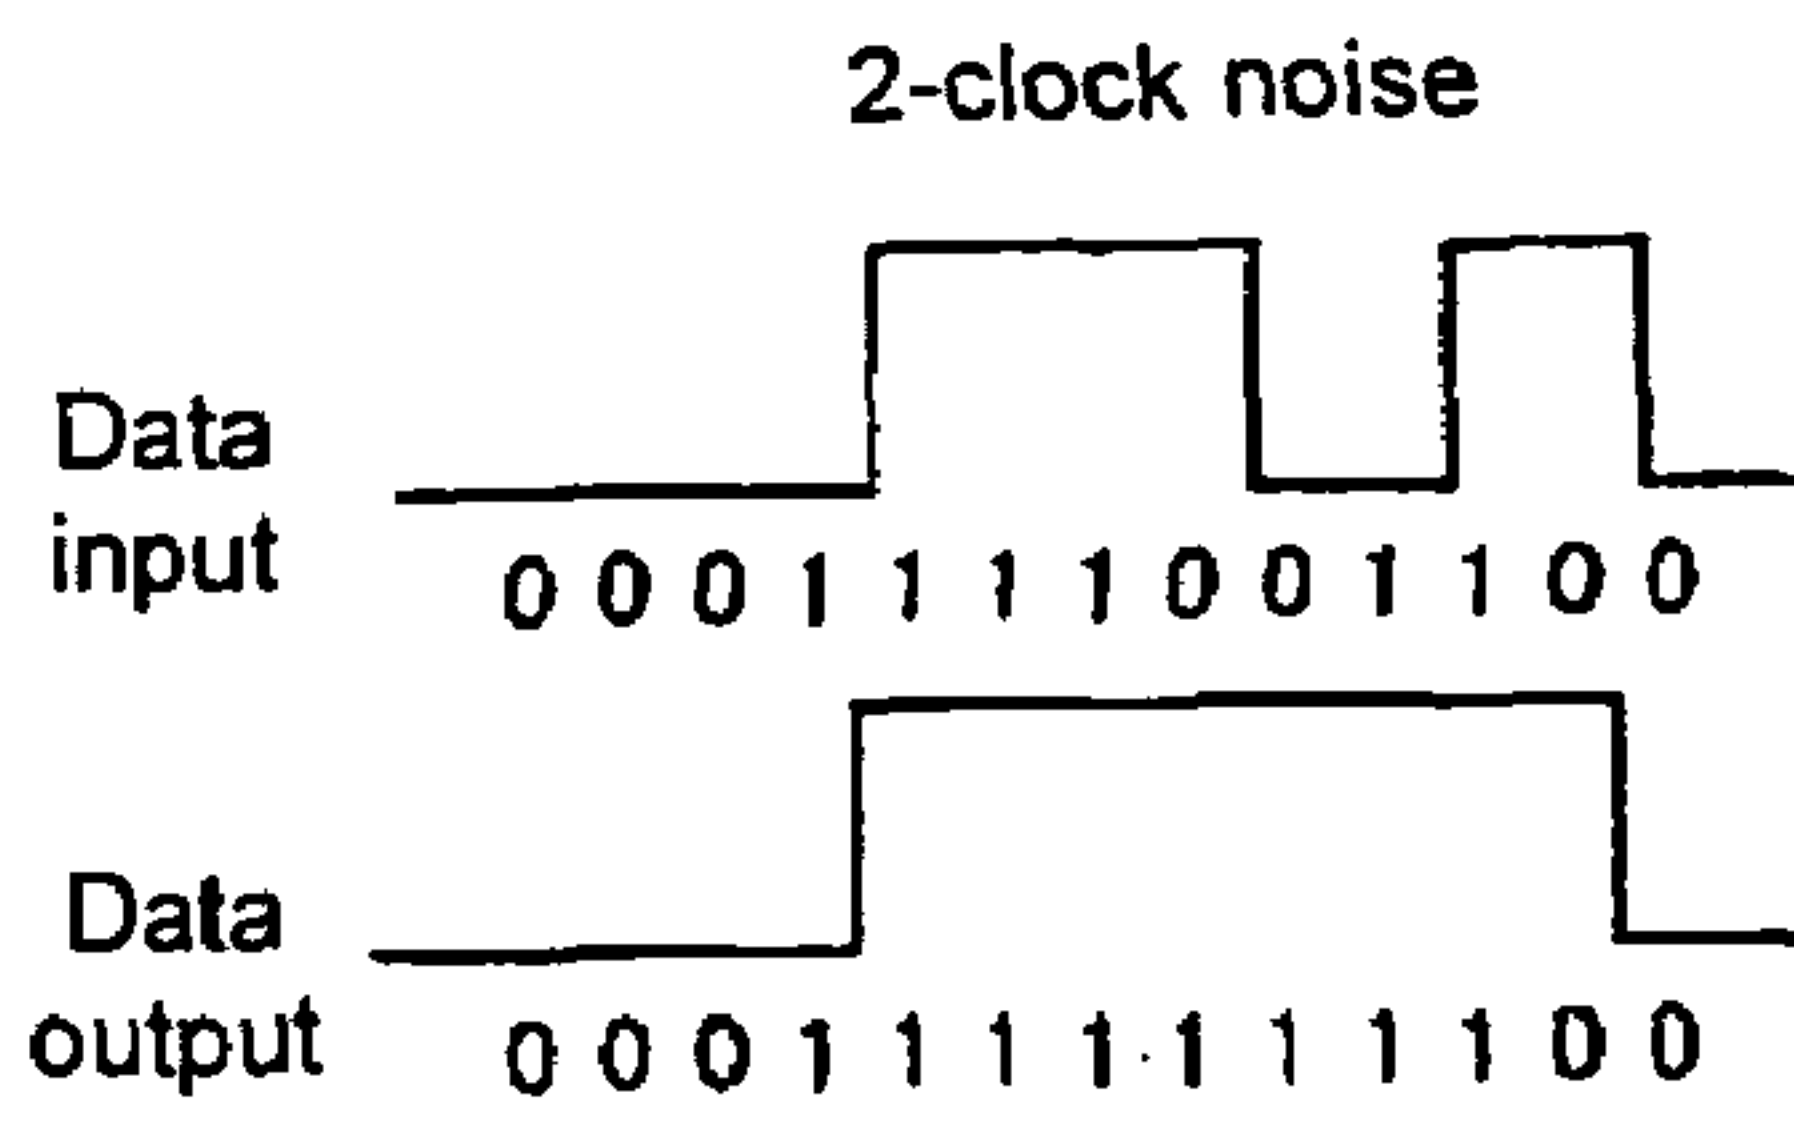 2-clock noise
Data
input
0 0 0 1 1 1 1 0 0 1 1 0 0
Data
output
0 0 0 1 1 1 1 1 1 1 1 0 0